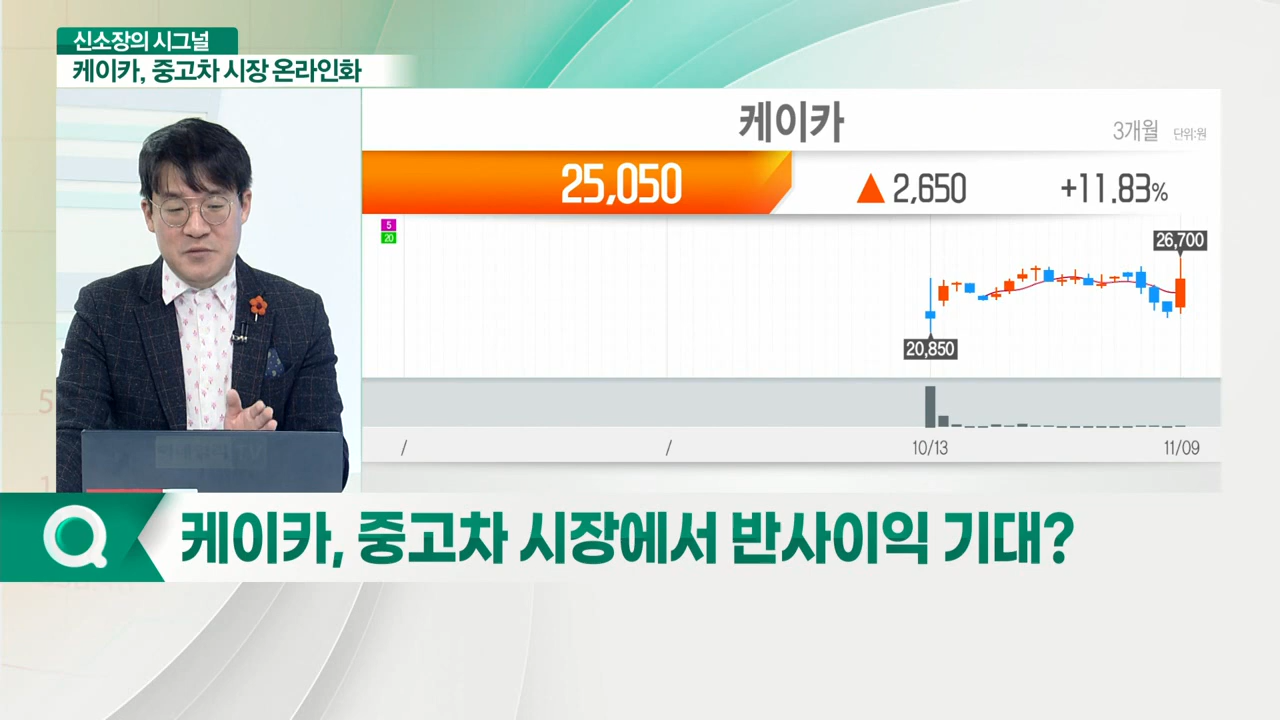 신소장의 시그널
케이카, 중고차 시장 온라인화
케이카
3개월 단위:원
25,050 ▲ 2,650 +11.83%
5
20
26,700
20,850
/ / 10/13 11/09
케이카, 중고차 시장에서 반사이익 기대?